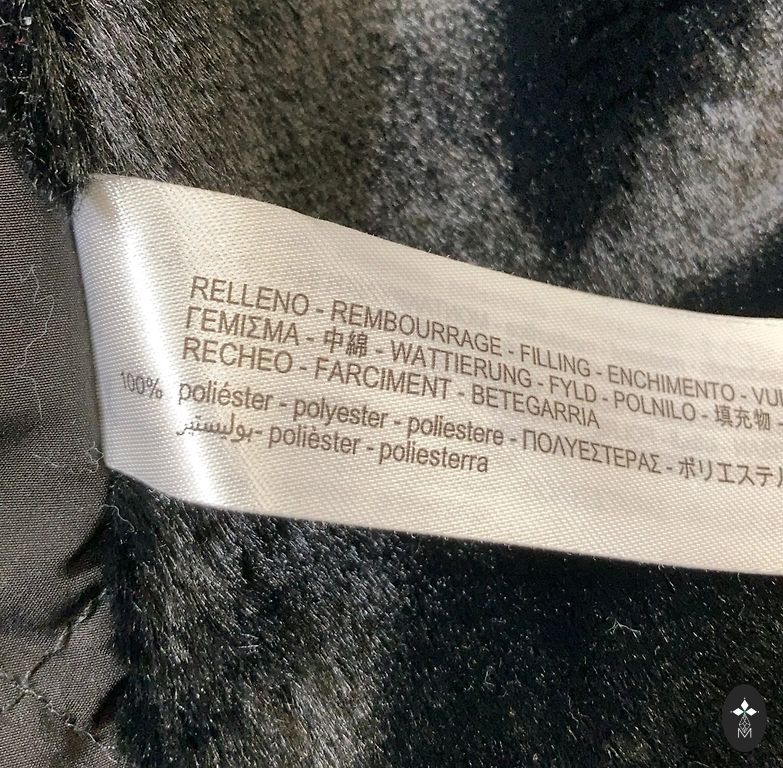 RELLENO - REMBOURRAGE - FILLING - ENCHIMENTO -
ΓΕΜΙΣΜΑ - 中綿 - WATTIERUNG - FYLD - POLNILO - 填充物 -
RECHEO - FARCIMENT - BETEGARRIA
100% poliéster - polyester - poliestere - ΠΟΛΥΕΣΤΕΡΑΣ - ポリエステル
بوليستير - polièster - poliesterra
M